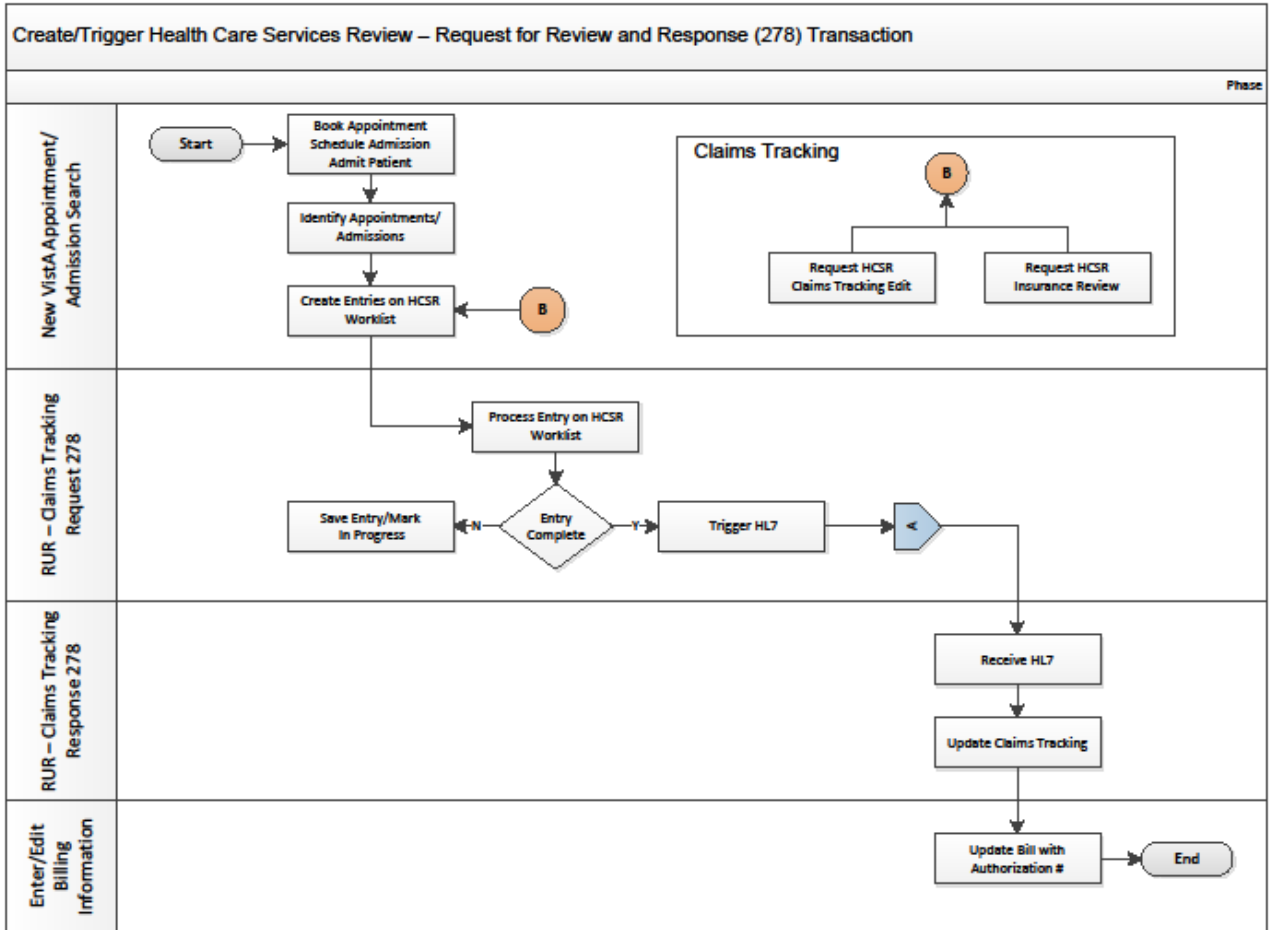 Create/Trigger Health Care Services Review – Request for Review and Response (278) Transaction
Phase
New VistA Appointment/
Admission Search
Start
Book Appointment
Schedule Admission
Admit Patient
Identify Appointments/
Admissions
Create Entries on HCSR
Worklist
B
Claims Tracking
B
Request HCSR
Claims Tracking Edit
Request HCSR
Insurance Review
RUR – Claims Tracking
Request 278
Process Entry on HCSR
Worklist
Save Entry/Mark
In Progress
N
Entry
Complete
Y
Trigger HL7
A
RUR – Claims Tracking
Response 278
Receive HL7
Update Claims Tracking
Enter/Edit
Billing
Information
Update Bill with
Authorization #
End